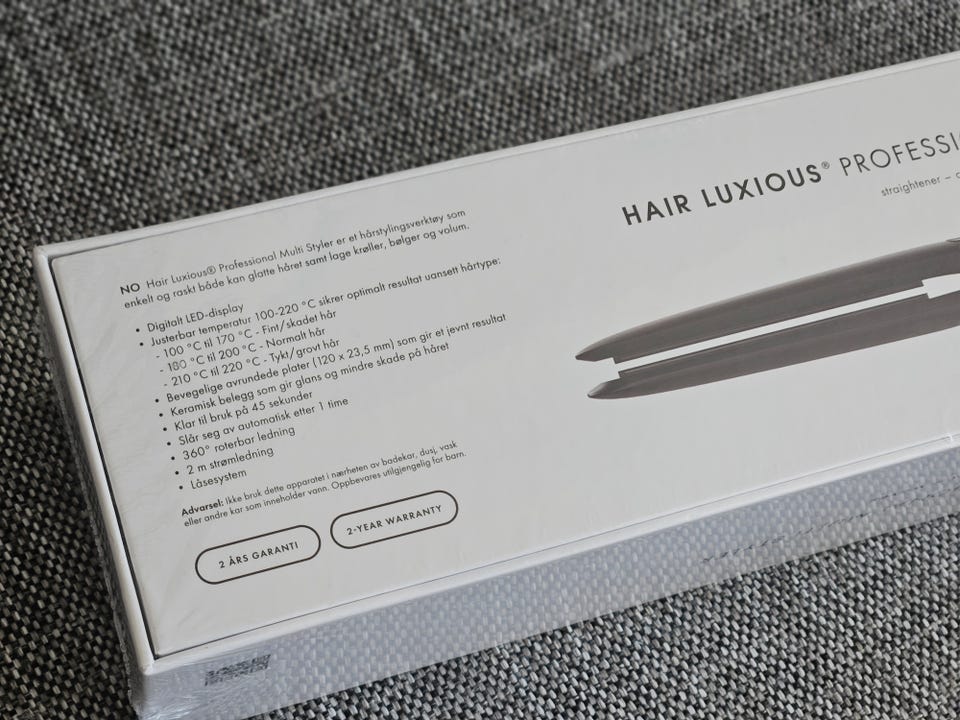 NO Hair Luxious® Professional Multi Styler er et hårstylingsverktøy som
enkelt og raskt både kan glatte håret samt lage krøller, bølger og volum.
• Digitalt LED-display
• Justerbar temperatur 100-220 °C sikrer optimalt resultat uansett hårtype:
- 100 °C til 170 °C - Fint/skadet hår
- 180 °C til 200 °C - Normalt hår
- 210 °C til 220 °C - Tykt/grovt hår
• Bevegelige avrundede plater (120 x 23,5 mm) som gir et jevnt resultat
• Keramisk belegg som gir glans og mindre skade på håret
• Klar til bruk på 45 sekunder
• Slår seg av automatisk etter 1 time
• 360° roterbar ledning
• 2 m strømledning
• Låsesystem
Advarsel: Ikke bruk dette apparatet i nærheten av badekar, dusj, vask
eller andre kar som inneholder vann. Oppbevares utilgjengelig for barn.
2 ÅRS GARANTI
2-YEAR WARRANTY
HAIR LUXIOUS® PROFESSI
straightener –